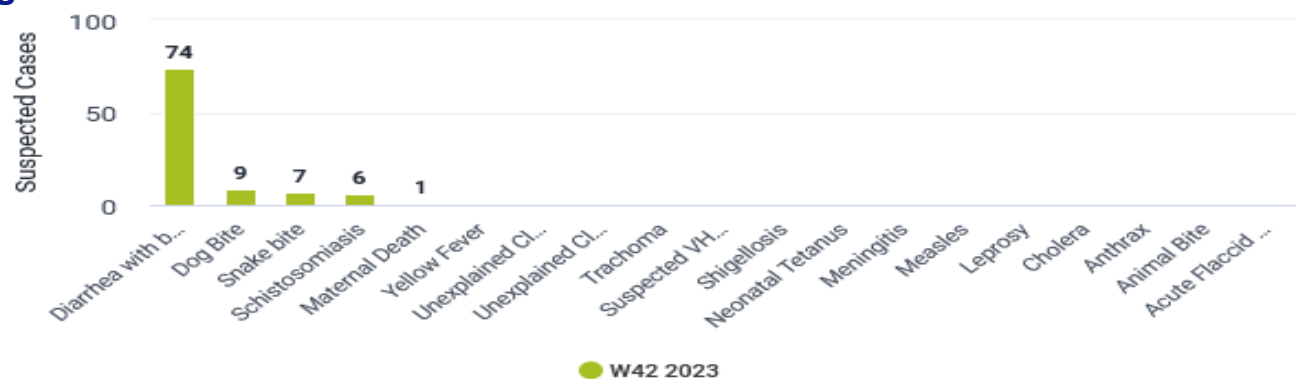 100
Suspected Cases
74
50
9
7
6
1
0
Diarrhea with b...
Dog Bite
Snake bite
Schistosomiasis
Maternal Death
Yellow Fever
Unexplained Cl...
Unexplained Cl...
Trachoma
Suspected VH...
Shigellosis
Neonatal Tetanus
Meningitis
Measles
Leprosy
Cholera
Anthrax
Animal Bite
Acute Flaccid ...
W42 2023